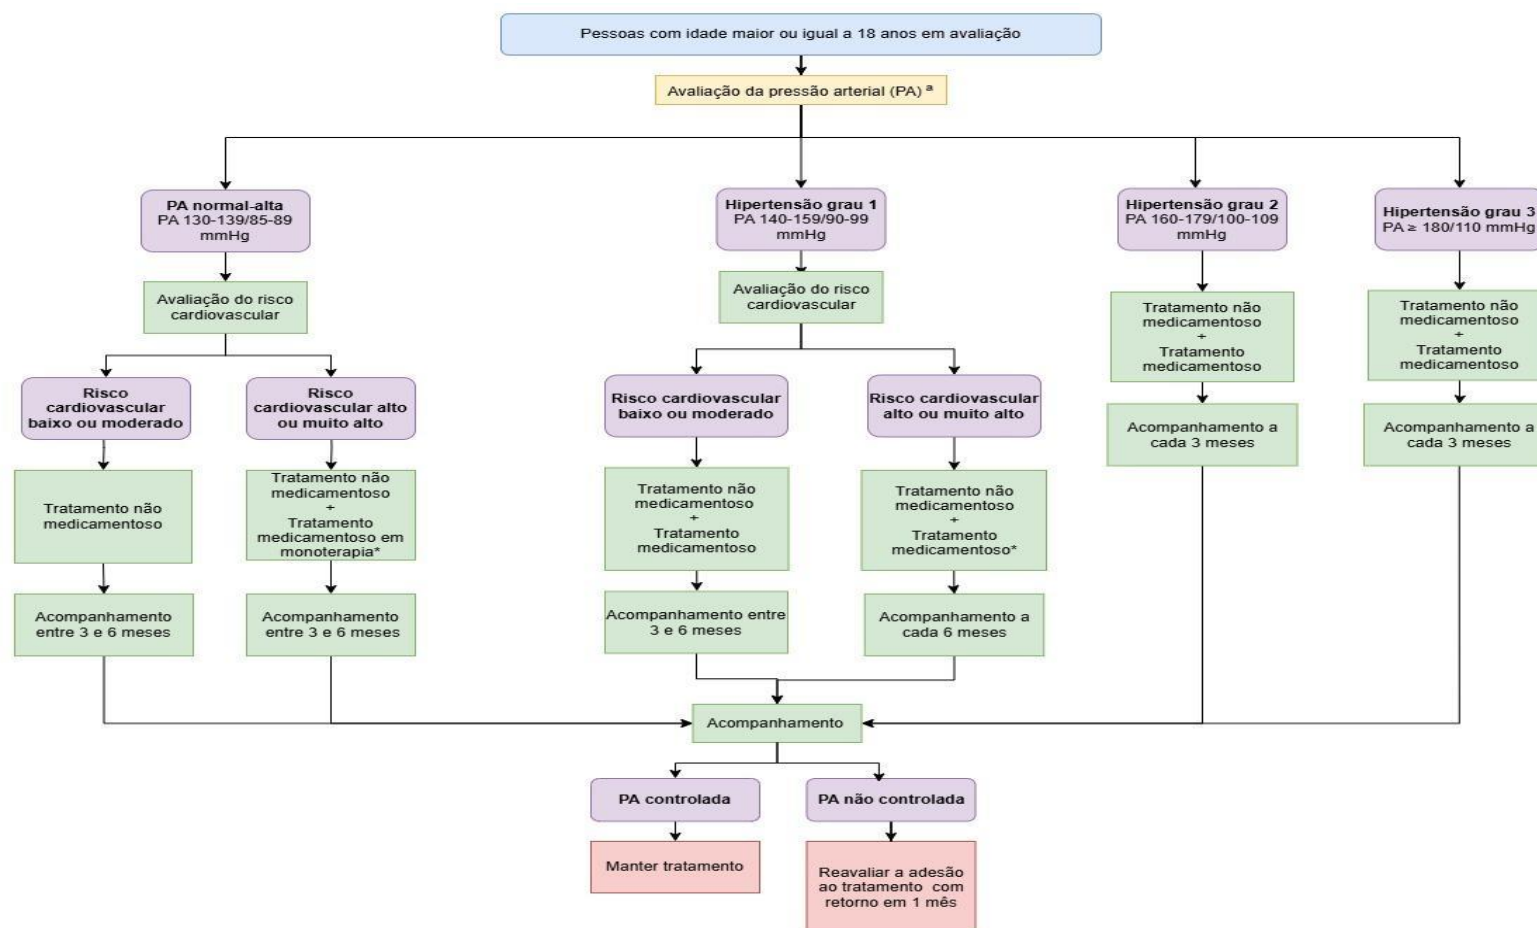 Pessoas com idade maior ou igual a 18 anos em avaliação
Avaliação da pressão arterial (PA) ª
PA normal-alta
PA 130-139/85-89
mmHg
Hipertensão grau 1
PA 140-159/90-99
mmHg
Hipertensão grau 2
PA 160-179/100-109
mmHg
Hipertensão grau 3
PA ≥ 180/110 mmHg
Avaliação do risco
cardiovascular
Avaliação do risco
cardiovascular
Tratamento não
medicamentoso
+
Tratamento
medicamentoso
Tratamento não
medicamentoso
+
Tratamento
medicamentoso
Risco
cardiovascular
baixo ou moderado
Risco
cardiovascular alto
ou muito alto
Risco cardiovascular
baixo ou moderado
Risco cardiovascular
alto ou muito alto
Acompanhamento a
cada 3 meses
Acompanhamento a
cada 3 meses
Tratamento não
medicamentoso
Tratamento não
medicamentoso
+
Tratamento
medicamentoso em
monoterapia*
Tratamento não
medicamentoso
+
Tratamento
medicamentoso
Tratamento não
medicamentoso
+
Tratamento
medicamentoso*
Acompanhamento
entre 3 e 6 meses
Acompanhamento
entre 3 e 6 meses
Acompanhamento entre
3 e 6 meses
Acompanhamento a
cada 6 meses
Acompanhamento
PA controlada
PA não controlada
Manter tratamento
Reavaliar a adesão
ao tratamento com
retorno em 1 mês